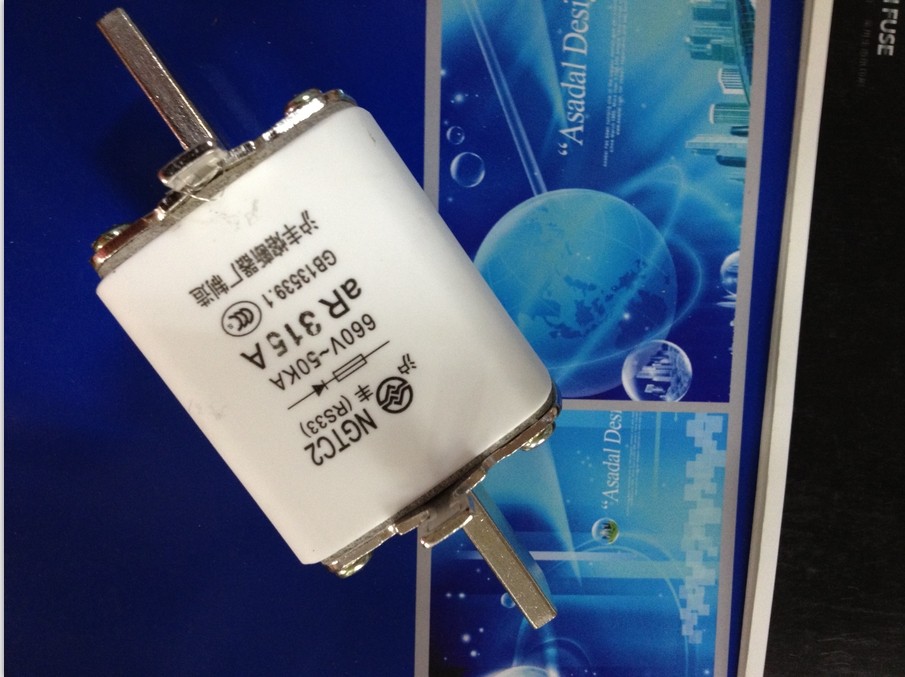 沪丰
NGTC2
(RS33)
660V~50KA
aR 315A
GB13539.1 CCC
沪丰熔断器厂制造
“Asadal Desi
“Asadal Desi
FUSE